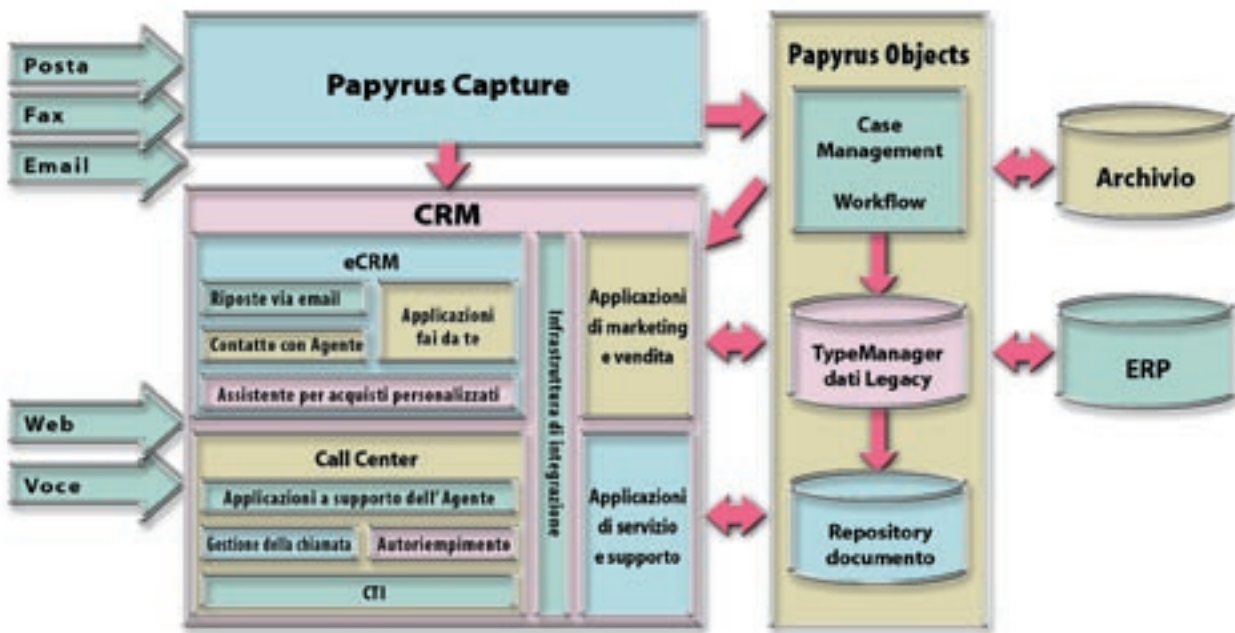 Posta
Fax
Email
Papyrus Capture
Papyrus Objects
Case
Management
Workflow
Archivio
CRM
eCRM
Riposte via email
Contatto con Agente
Applicazioni
fai da te
Assistente per acquisti personalizzati
Infrastruttura di integrazione
Applicazioni
di marketing
e vendita
TypeManager
dati Legacy
ERP
Web
Voce
Call Center
Applicazioni a supporto dell' Agente
Gestione della chiamata
Autoriempimento
CTI
Applicazioni
di servizio
e supporto
Repository
documento